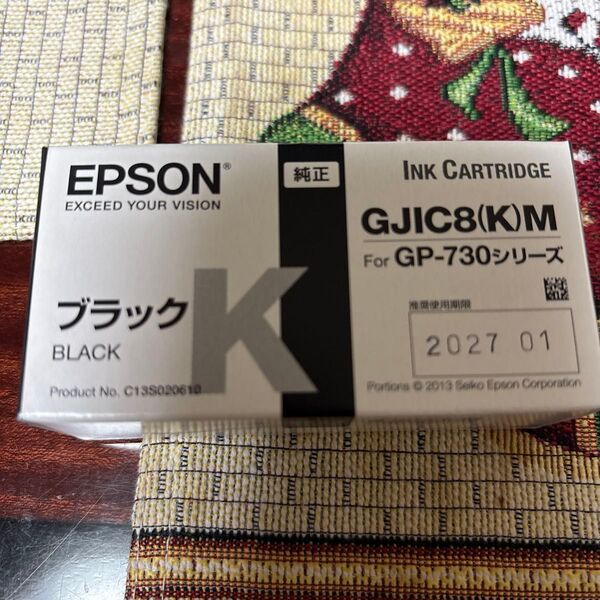 EPSON®
EXCEED YOUR VISION
純正
INK CARTRIDGE
GJIC8(K)M
For GP-730シリーズ
K
ブラック
BLACK
推奨使用期限
2027 01
Product No. C13S020610
Portions © 2013 Seiko Epson Corporation